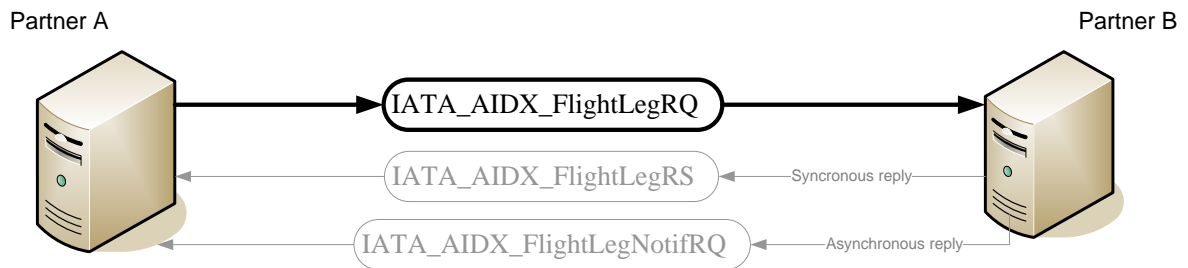 Partner A
Partner B
IATA_AIDX_FlightLegRQ
IATA_AIDX_FlightLegRS
Syncronous reply
IATA_AIDX_FlightLegNotifRQ
Asynchronous reply